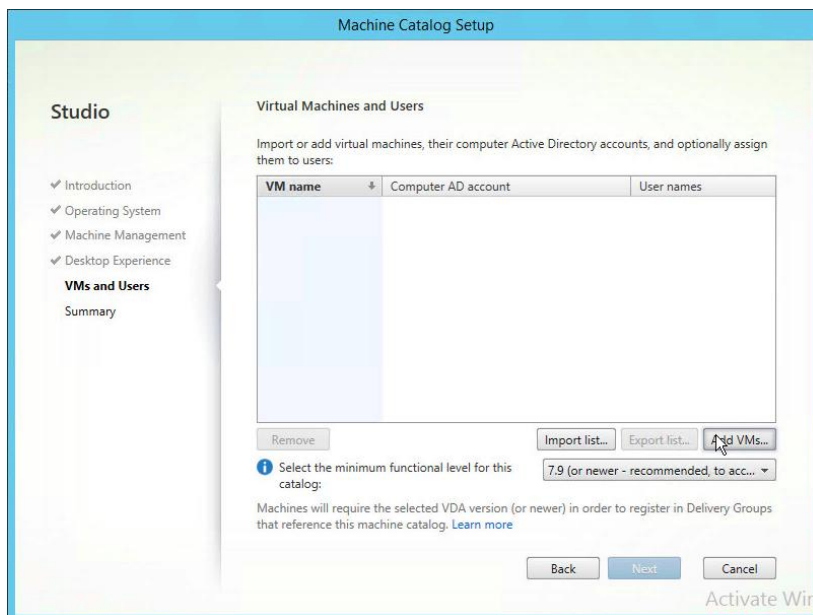 Machine Catalog Setup
Studio
Introduction
Operating System
Machine Management
Desktop Experience
VMs and Users
Summary
Virtual Machines and Users
Import or add virtual machines, their computer Active Directory accounts, and optionally assign
them to users:
VM name
Computer AD account
User names
Remove
Import list...
Export list...
Add VMs...
Select the minimum functional level for this
catalog:
7.9 (or newer - recommended, to acc...
Machines will require the selected VDA version (or newer) in order to register in Delivery Groups
that reference this machine catalog. Learn more
Back
Next
Cancel
Activate Win